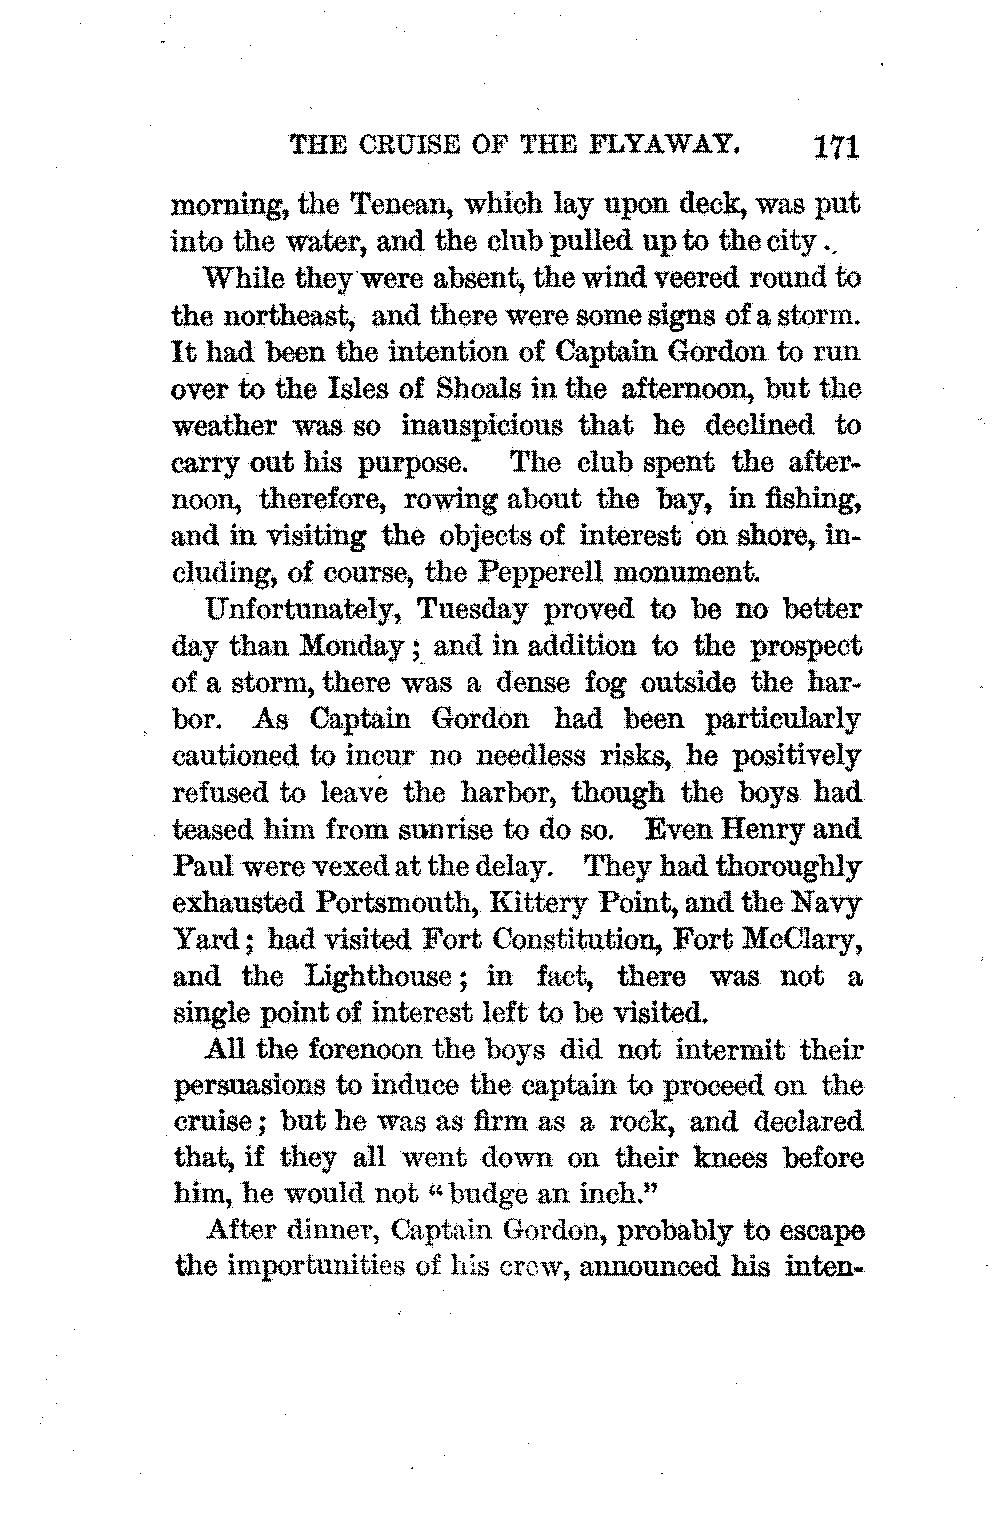 THE CRUISE OF THE FLYAWAY. 171
morning, the Tenean, which lay upon deck, was put
into the water, and the club pulled up to the city.
While they were absent, the wind veered round to
the northeast, and there were some signs of a storm.
It had been the intention of Captain Gordon to run
over to the Isles of Shoals in the afternoon, but the
weather was so inauspicious that he declined to
carry out his purpose. The club spent the after-
noon, therefore, rowing about the bay, in fishing,
and in visiting the objects of interest on shore, in-
cluding, of course, the Pepperell monument.
Unfortunately, Tuesday proved to be no better
day than Monday; and in addition to the prospect
of a storm, there was a dense fog outside the har-
bor. As Captain Gordon had been particularly
cautioned to incur no needless risks, he positively
refused to leave the harbor, though the boys had
teased him from sunrise to do so. Even Henry and
Paul were vexed at the delay. They had thoroughly
exhausted Portsmouth, Kittery Point, and the Navy
Yard; had visited Fort Constitution, Fort McClary,
and the Lighthouse; in fact, there was not a
single point of interest left to be visited.
All the forenoon the boys did not intermit their
persuasions to induce the captain to proceed on the
cruise; but he was as firm as a rock, and declared
that, if they all went down on their knees before
him, he would not "budge an inch."
After dinner, Captain Gordon, probably to escape
the importunities of his crew, announced his inten-